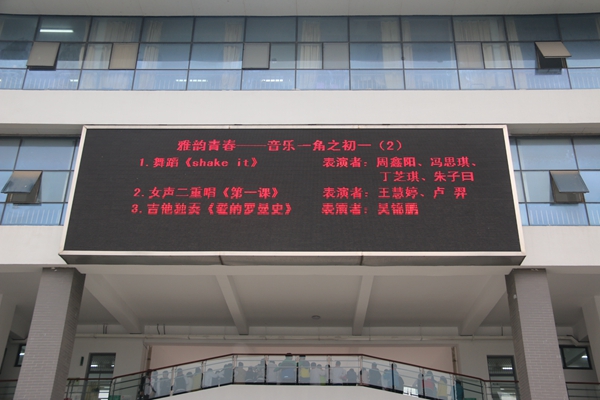 雅韵青春——音乐一角之初一（2）
1.舞蹈《shake it》 表演者：周鑫阳、冯思琪、
丁芝琪、朱子曰
2.女声二重唱《第一课》 表演者：王慧婷、卢 羿
3.吉他独奏《爱的罗曼史》 表演者：吴锦鹏